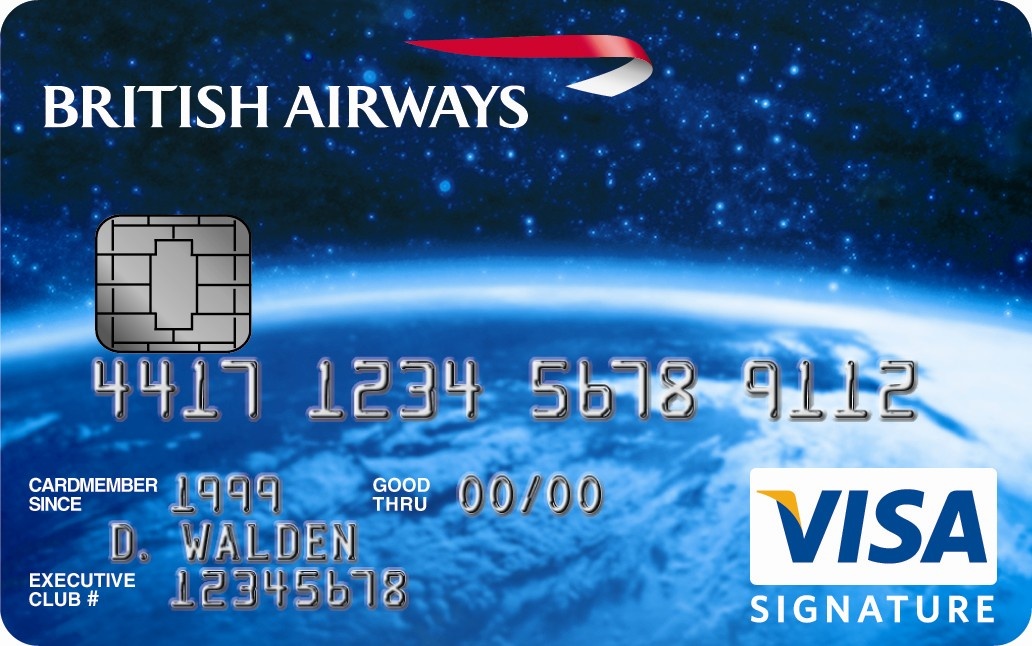 BRITISH AIRWAYS
4417 1234 5678 9112
CARDMEMBER SINCE 1999 GOOD THRU 00/00
D. WALDEN
EXECUTIVE CLUB # 12345678
VISA
SIGNATURE